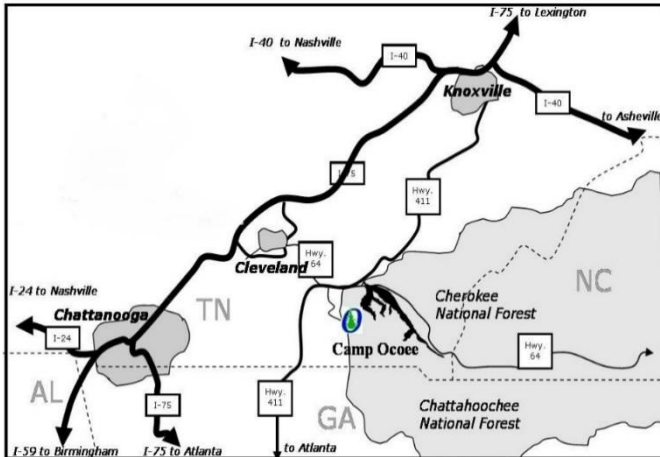 I-75 to Lexington
I-40 to Nashville
I-40
Knoxville
I-40
to Asheville
I-75
Hwy.
411
Cleveland
Hwy.
64
NC
I-24 to Nashville
TN
Chattanooga
Cherokee
National Forest
I-24
Camp Ocoee
Hwy.
64
AL
I-75
Hwy.
411
GA
Chattahoochee
National Forest
I-59 to Birmingham
I-75 to Atlanta
to Atlanta